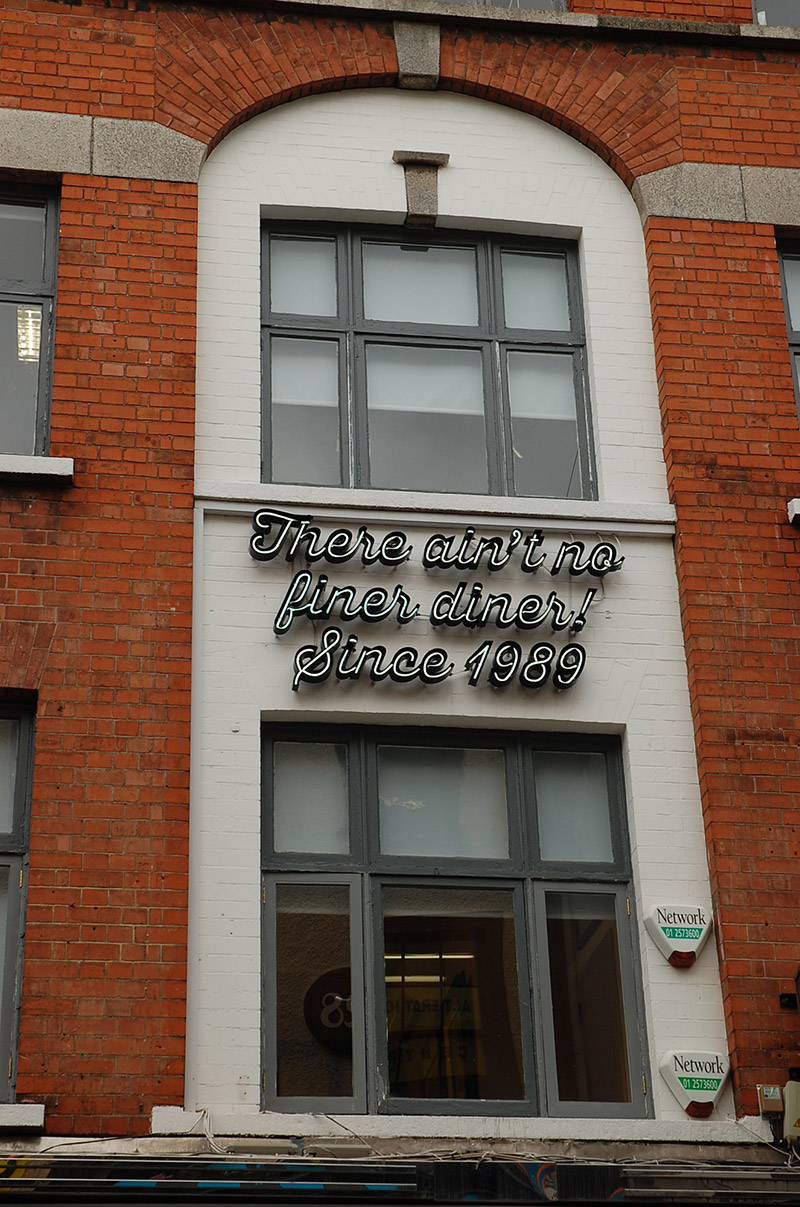 There ain't no
finer diner!
Since 1989
Network
01 2573600
Network
01 2573600